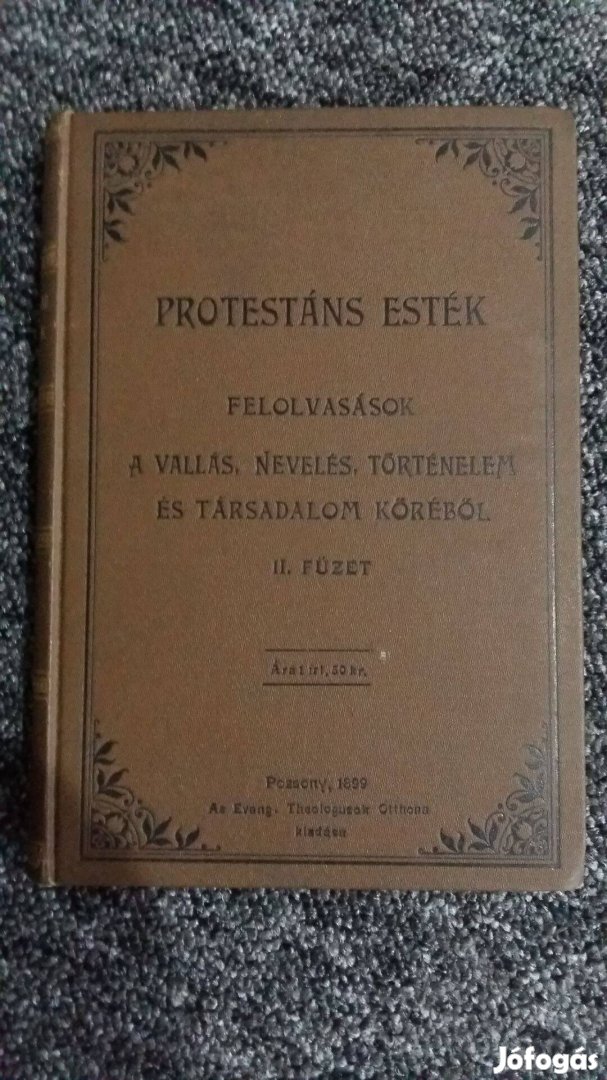 PROTESTÁNS ESTÉK
FELOLVASÁSOK
A VALLÁS, NEVELÉS, TÖRTÉNELEM
ÉS TÁRSADALOM KÖRÉBŐL
II. FÜZET
Ára 1 frt, 50 kr.
Pozsony, 1899
Az Evang. Theologusok Otthona
kiadása
Jófogás